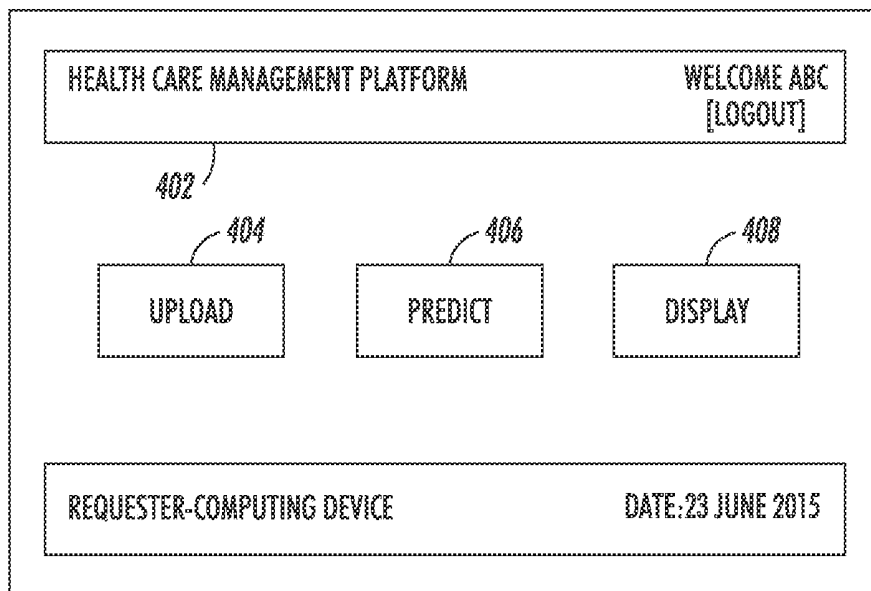 HEALTH CARE MANAGEMENT PLATFORM
WELCOME ABC
[LOGOUT]
402
404
406
408
UPLOAD
PREDICT
DISPLAY
REQUESTER-COMPUTING DEVICE
DATE:23 JUNE 2015